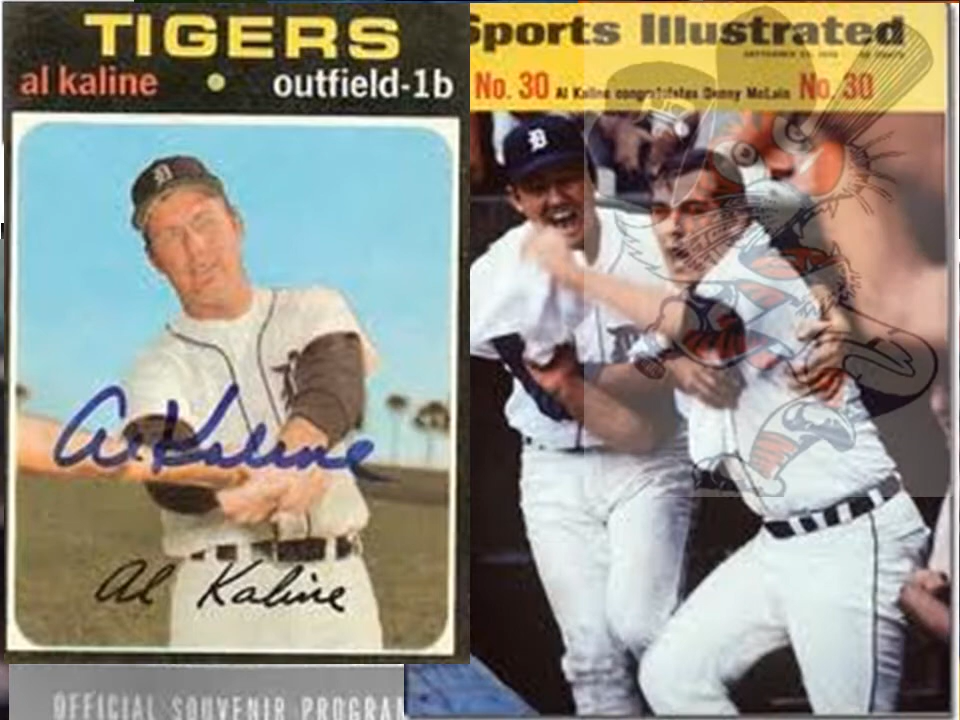 TIGERS
al kaline • outfield-1b
Al Kaline
Al Kaline
Sports Illustrated
No. 30 Al Kaline congratulates Denny McLain No. 30
OFFICIAL SOUVENIR PROGRA